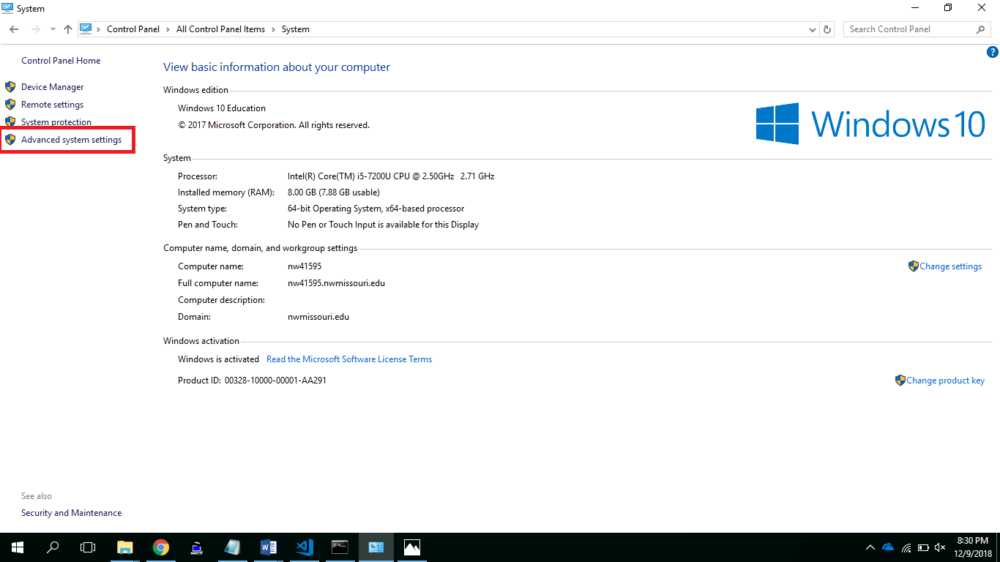 System
Control Panel > All Control Panel Items > System
Search Control Panel
Control Panel Home
Device Manager
Remote settings
System protection
Advanced system settings
View basic information about your computer
Windows edition
Windows 10 Education
© 2017 Microsoft Corporation. All rights reserved.
Windows 10
System
Processor: Intel(R) Core(TM) i5-7200U CPU @ 2.50GHz 2.71 GHz
Installed memory (RAM): 8.00 GB (7.88 GB usable)
System type: 64-bit Operating System, x64-based processor
Pen and Touch: No Pen or Touch Input is available for this Display
Computer name, domain, and workgroup settings
Computer name: nw41595
Change settings
Full computer name: nw41595.nwmissouri.edu
Computer description:
Domain: nwmissouri.edu
Windows activation
Windows is activated Read the Microsoft Software License Terms
Product ID: 00328-10000-00001-AA291
Change product key
See also
Security and Maintenance
8:30 PM
12/9/2018